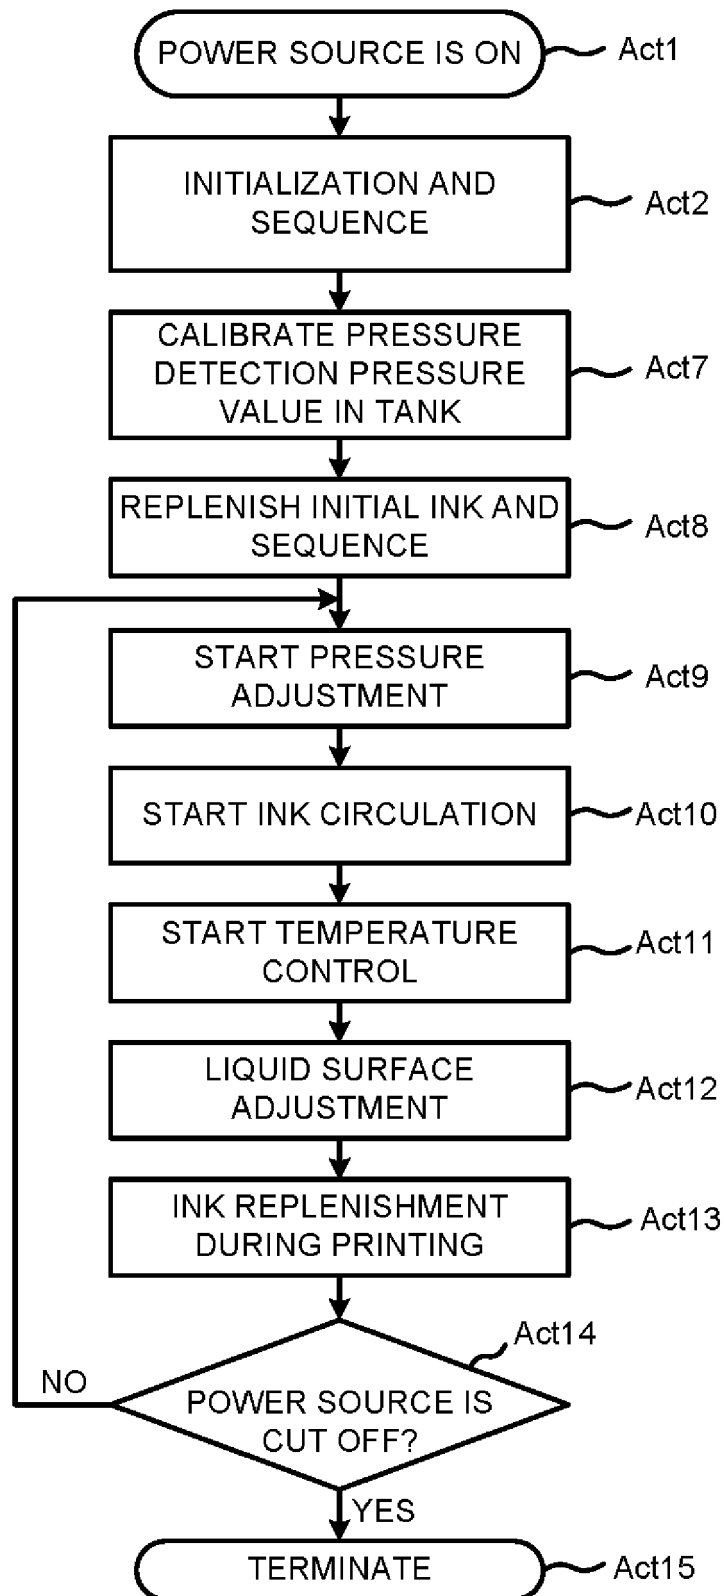 POWER SOURCE IS ON
Act1
INITIALIZATION AND
SEQUENCE
Act2
CALIBRATE PRESSURE
DETECTION PRESSURE
VALUE IN TANK
Act7
REPLENISH INITIAL INK AND
SEQUENCE
Act8
START PRESSURE
ADJUSTMENT
Act9
START INK CIRCULATION
Act10
START TEMPERATURE
CONTROL
Act11
LIQUID SURFACE
ADJUSTMENT
Act12
INK REPLENISHMENT
DURING PRINTING
Act13
Act14
NO
POWER SOURCE IS
CUT OFF?
YES
TERMINATE
Act15